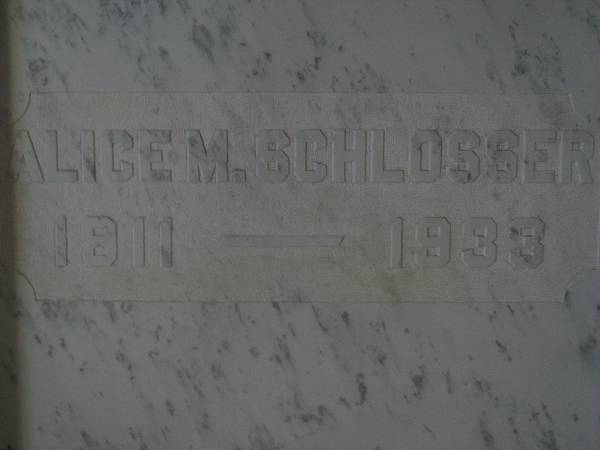 ALICE M. SCHLOSSER
1911 — 1933